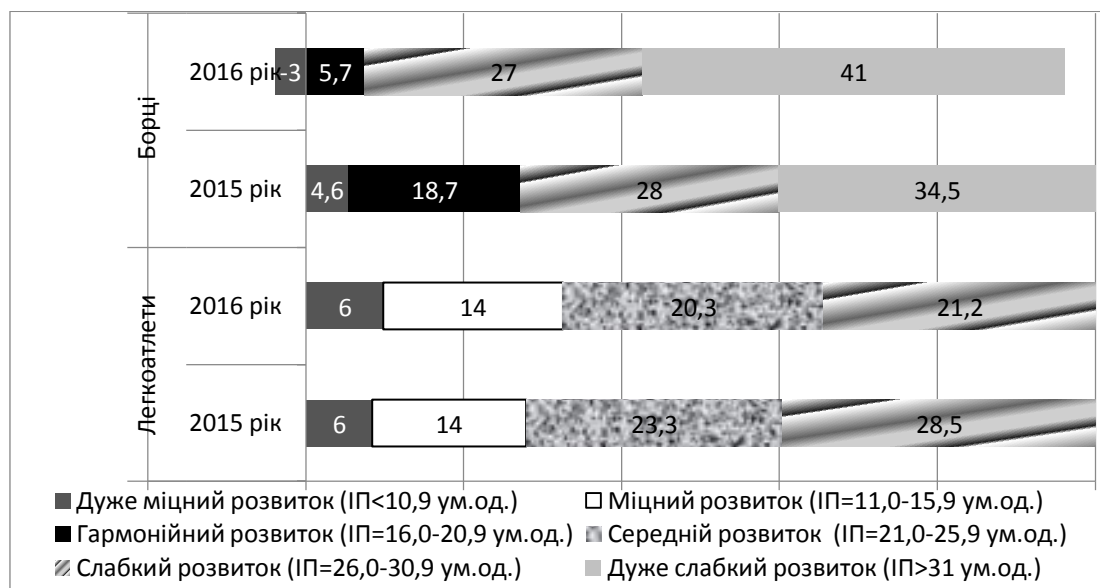 Борці
2016 рік
-3 5,7 27 41
2015 рік
4,6 18,7 28 34,5
Легкоатлети
2016 рік
6 14 20,3 21,2
2015 рік
6 14 23,3 28,5
Дуже міцний розвиток (ІП<10,9 ум.од.)
Міцний розвиток (ІП=11,0-15,9 ум.од.)
Гармонійний розвиток (ІП=16,0-20,9 ум.од.)
Середній розвиток (ІП=21,0-25,9 ум.од.)
Слабкий розвиток (ІП=26,0-30,9 ум.од.)
Дуже слабкий розвиток (ІП>31 ум.од.)